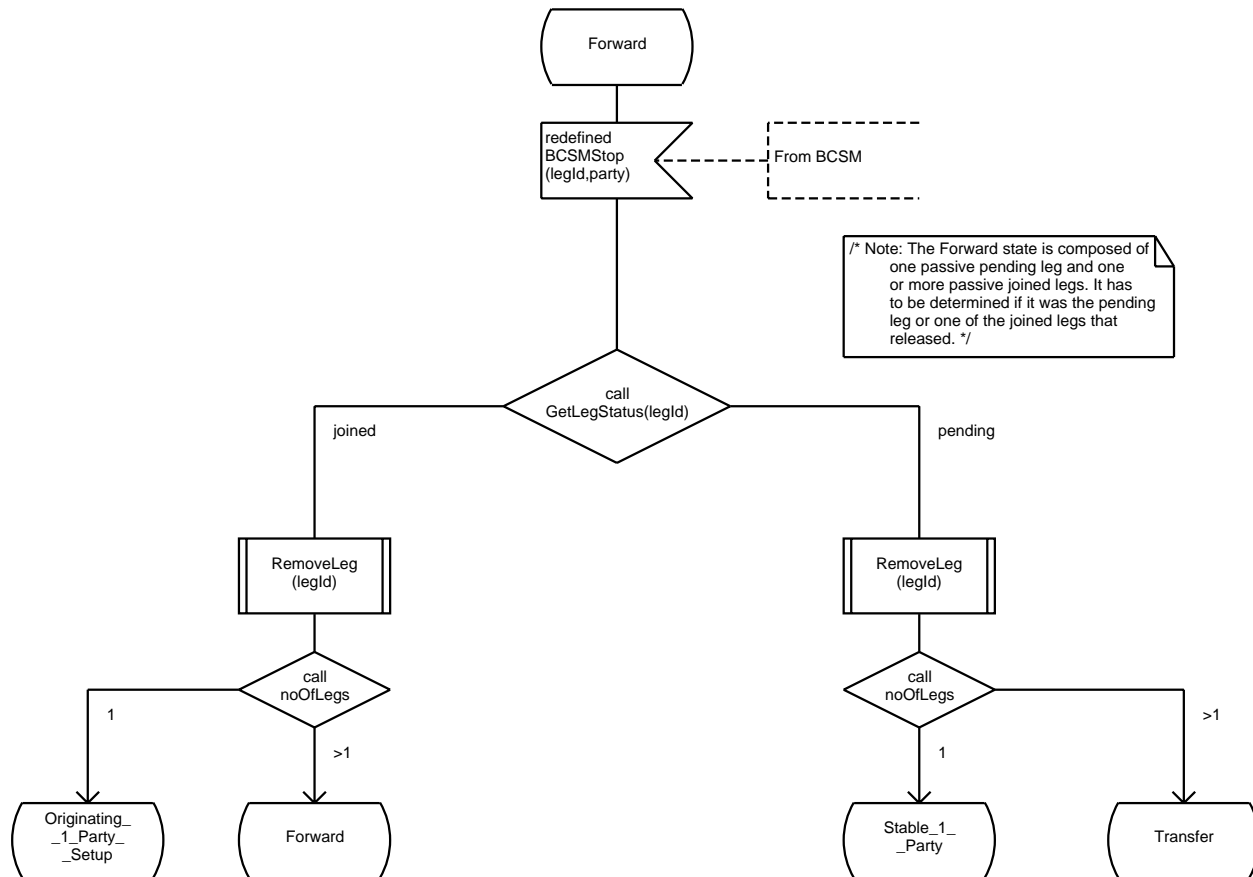 Forward
redefined
BCSMStop
(legId,party)
From BCSM
/* Note: The Forward state is composed of
one passive pending leg and one
or more passive joined legs. It has
to be determined if it was the pending
leg or one of the joined legs that
released. */
call
GetLegStatus(legId)
joined
pending
RemoveLeg
(legId)
RemoveLeg
(legId)
call
noOfLegs
call
noOfLegs
1
>1
1
>1
Originating_
_1_Party_
_Setup
Forward
Stable_1_
_Party
Transfer